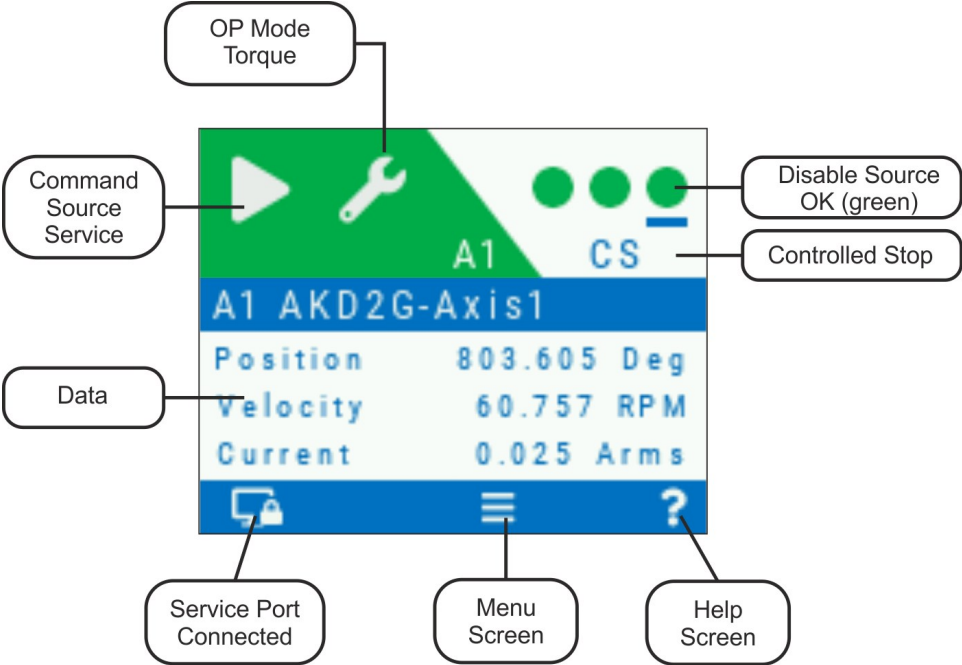 OP Mode
Torque
Command
Source
Service
Disable Source
OK (green)
A1
CS
Controlled Stop
A1 AKD2G-Axis1
Position 803.605 Deg
Data
Velocity 60.757 RPM
Current 0.025 Arms
?
Service Port
Connected
Menu
Screen
Help
Screen